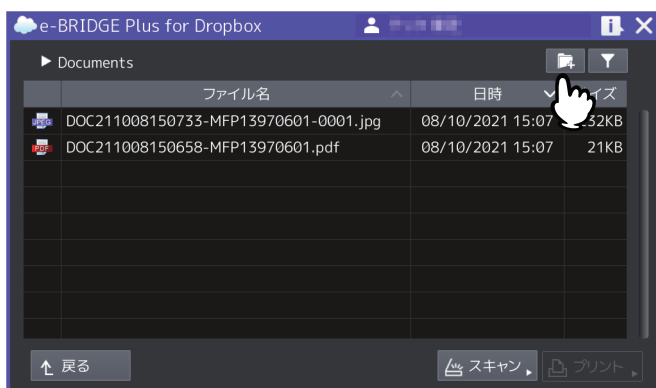 e-BRIDGE Plus for Dropbox
Documents
ファイル名 日時 イズ
JPEG DOC211008150733-MFP13970601-0001.jpg 08/10/2021 15:07 32KB
PDF DOC211008150658-MFP13970601.pdf 08/10/2021 15:07 21KB
戻る スキャン プリント